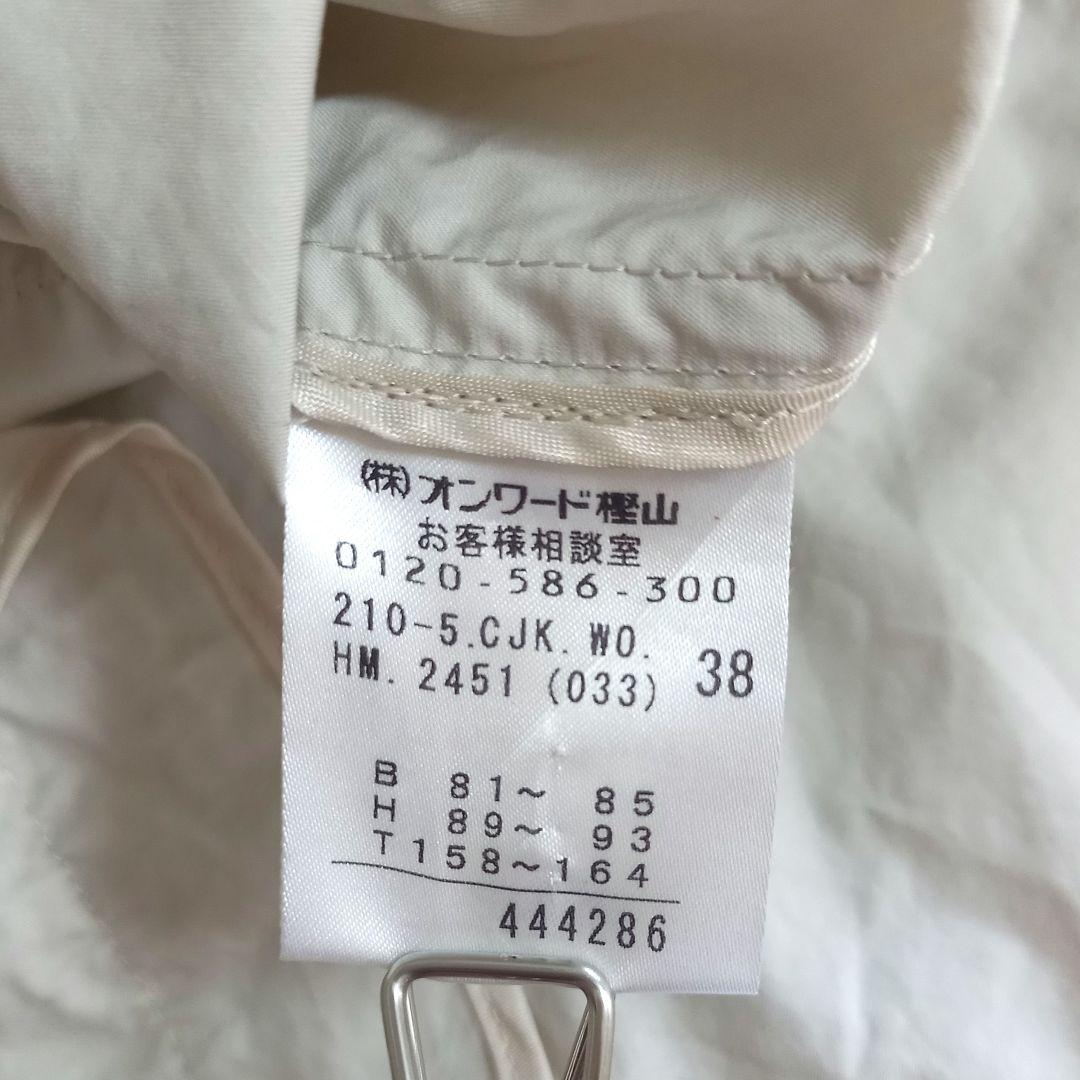 (株)オンワード樫山
お客様相談室
0120-586-300
210-5.CJK.WO.
HM.2451 (033) 38
B 81~ 85
H 89~ 93
T158~164
444286